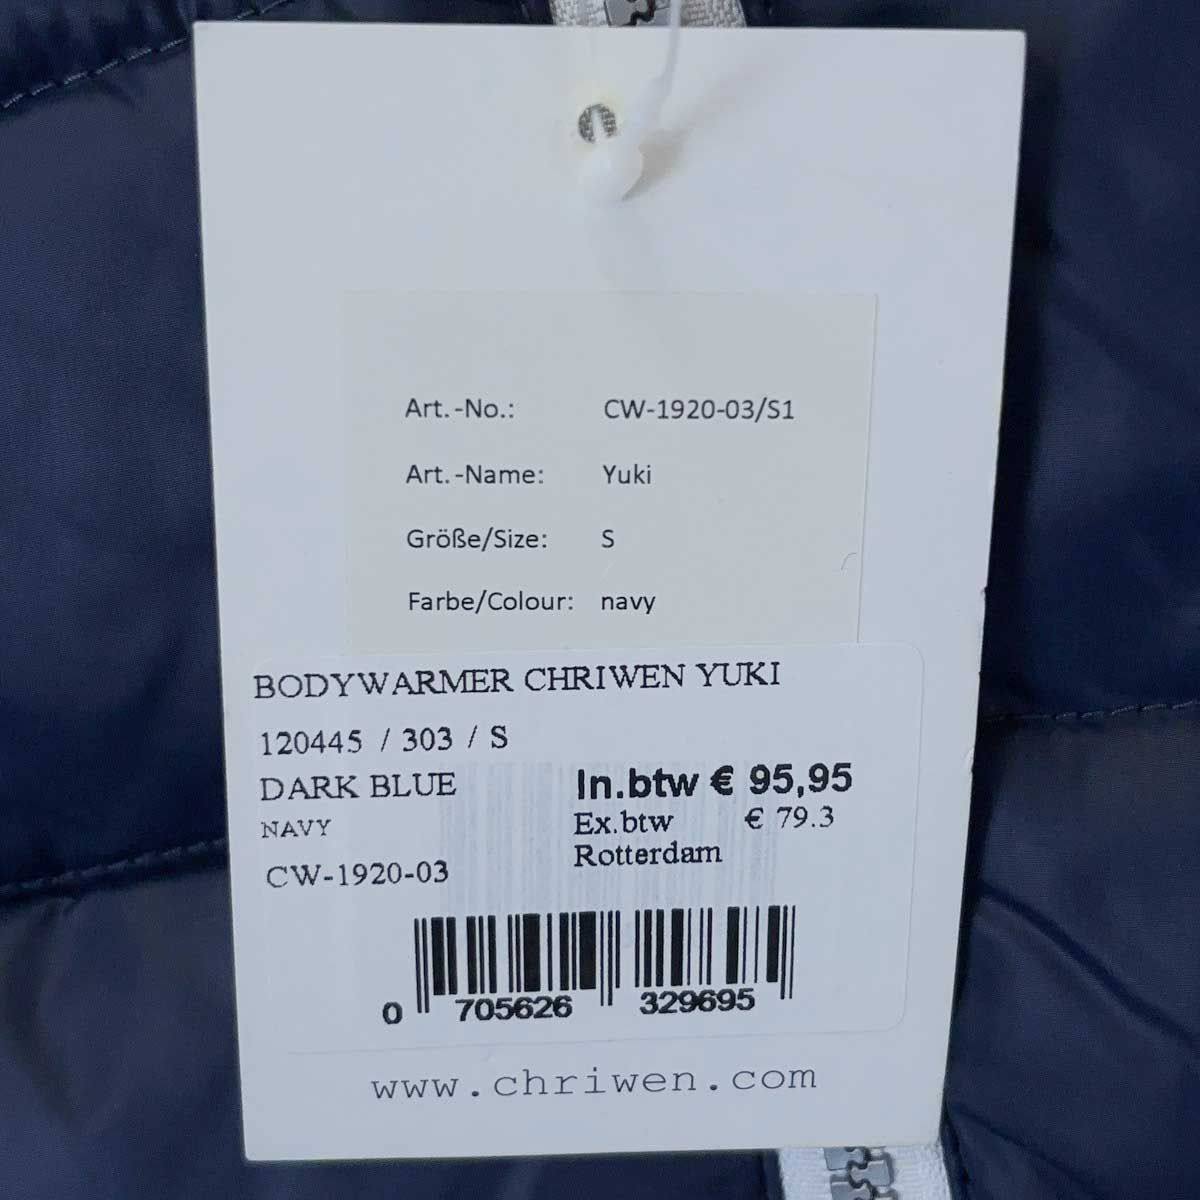 Art.-No.: CW-1920-03/S1
Art.-Name: Yuki
Größe/Size: S
Farbe/Colour: navy
BODYWARMER CHRIWEN YUKI
120445 / 303 / S
DARK BLUE In.btw € 95,95
NAVY Ex.btw € 79.3
Rotterdam
CW-1920-03
0 705626 329695
www.chriwen.com